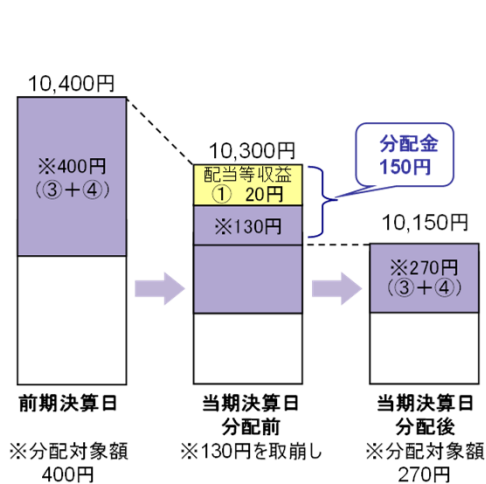 10,400円
※400円
(③+④)
前期決算日
※分配対象額
400円
10,300円
配当等収益
① 20円
※130円
当期決算日
分配前
※130円を取崩し
分配金
150円
10,150円
※270円
(③+④)
当期決算日
分配後
※分配対象額
270円